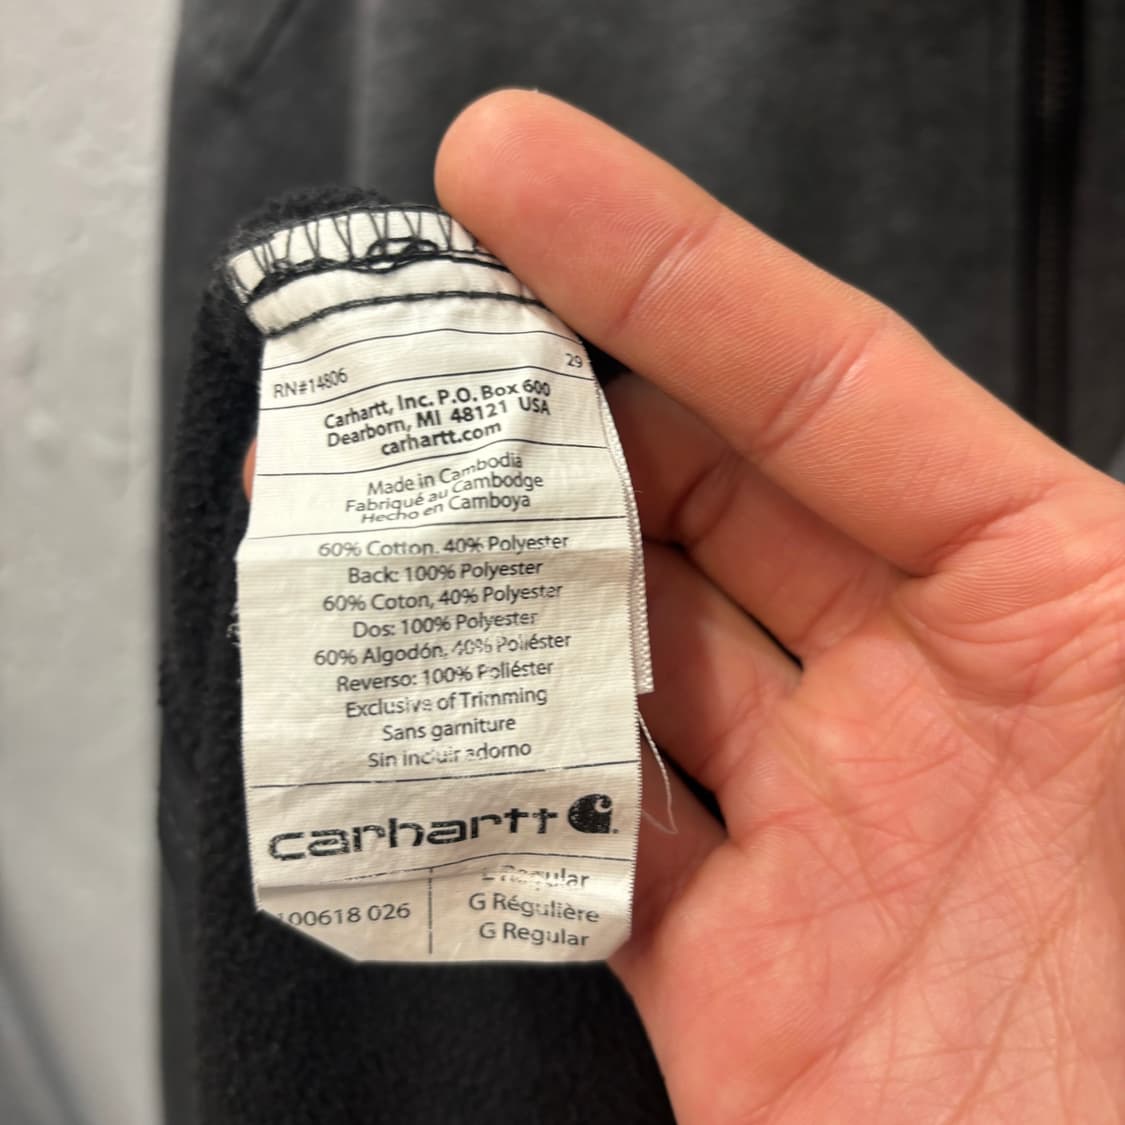 RN#14806
29
Carhartt, Inc. P.O. Box 600
Dearborn, MI 48121 USA
carhartt.com
Made in Cambodia
Fabriqué au Cambodge
Hecho en Camboya
60% Cotton, 40% Polyester
Back: 100% Polyester
60% Coton, 40% Polyester
Dos: 100% Polyester
60% Algodón, 40% Poliéster
Reverso: 100% Poliéster
Exclusive of Trimming
Sans garniture
Sin incluir adorno
carhartt
L Regular
100618 026
G Régulière
G Regular